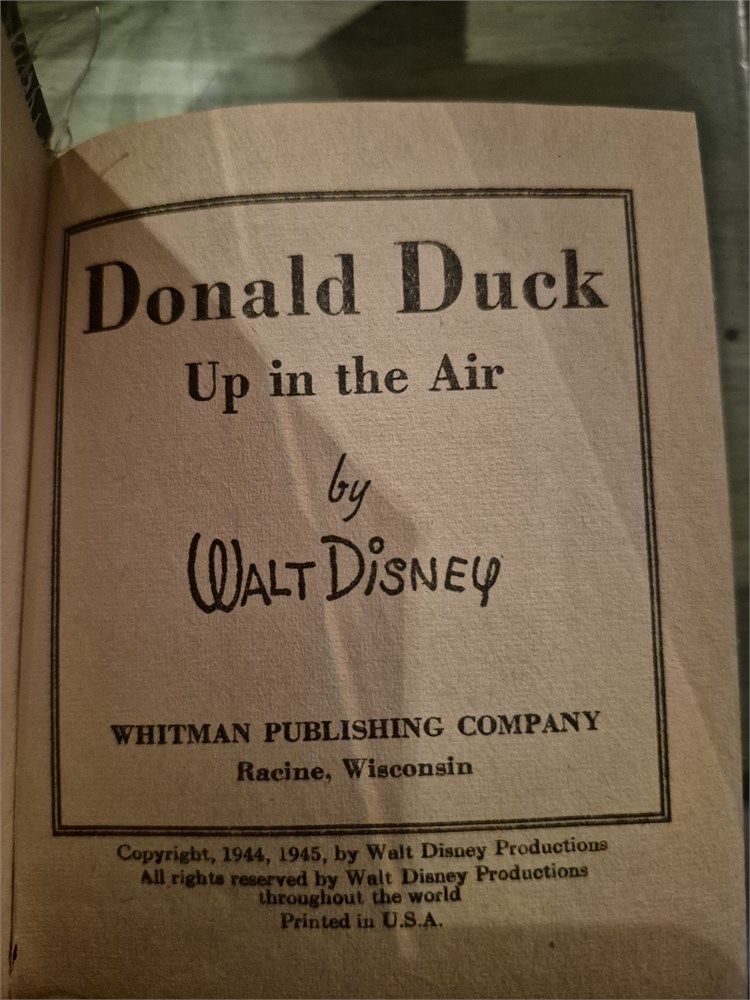 Donald Duck
Up in the Air
by
WALT DISNEY
WHITMAN PUBLISHING COMPANY
Racine, Wisconsin
Copyright, 1944, 1945, by Walt Disney Productions
All rights reserved by Walt Disney Productions
throughout the world
Printed in U.S.A.